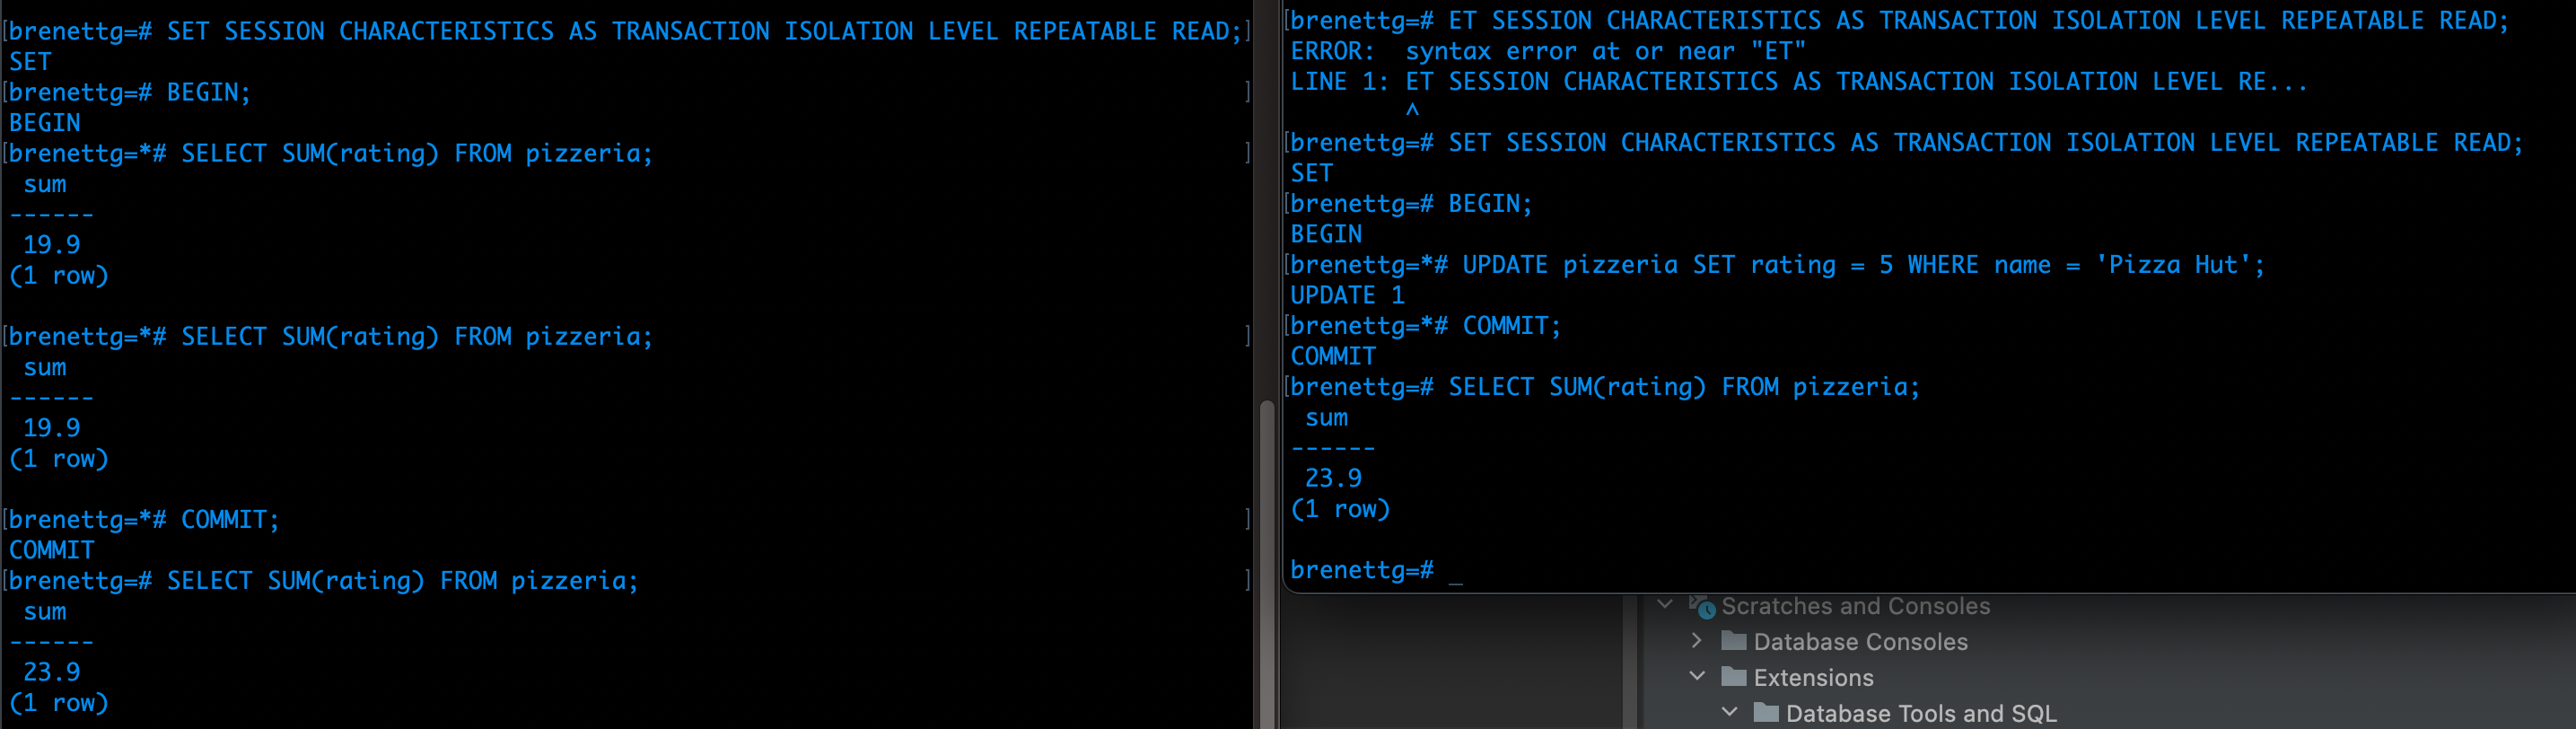 brenettg=# SET SESSION CHARACTERISTICS AS TRANSACTION ISOLATION LEVEL REPEATABLE READ;
SET
brenettg=# BEGIN;
BEGIN
brenettg=*# SELECT SUM(rating) FROM pizzeria;
 sum
------
 19.9
(1 row)

brenettg=*# SELECT SUM(rating) FROM pizzeria;
 sum
------
 19.9
(1 row)

brenettg=*# COMMIT;
COMMIT
brenettg=# SELECT SUM(rating) FROM pizzeria;
 sum
------
 23.9
(1 row)

brenettg=# ET SESSION CHARACTERISTICS AS TRANSACTION ISOLATION LEVEL REPEATABLE READ;
ERROR:  syntax error at or near "ET"
LINE 1: ET SESSION CHARACTERISTICS AS TRANSACTION ISOLATION LEVEL RE...
        ^
brenettg=# SET SESSION CHARACTERISTICS AS TRANSACTION ISOLATION LEVEL REPEATABLE READ;
SET
brenettg=# BEGIN;
BEGIN
brenettg=*# UPDATE pizzeria SET rating = 5 WHERE name = 'Pizza Hut';
UPDATE 1
brenettg=*# COMMIT;
COMMIT
brenettg=# SELECT SUM(rating) FROM pizzeria;
 sum
------
 23.9
(1 row)

brenettg=# _
Scratches and Consoles
Database Consoles
Extensions
Database Tools and SQL